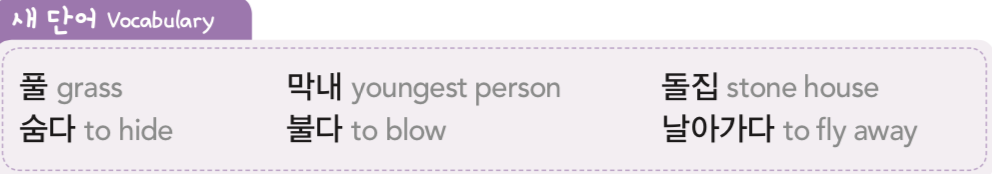 새 단어 Vocabulary
풀 grass 막내 youngest person 돌집 stone house
숨다 to hide 불다 to blow 날아가다 to fly away